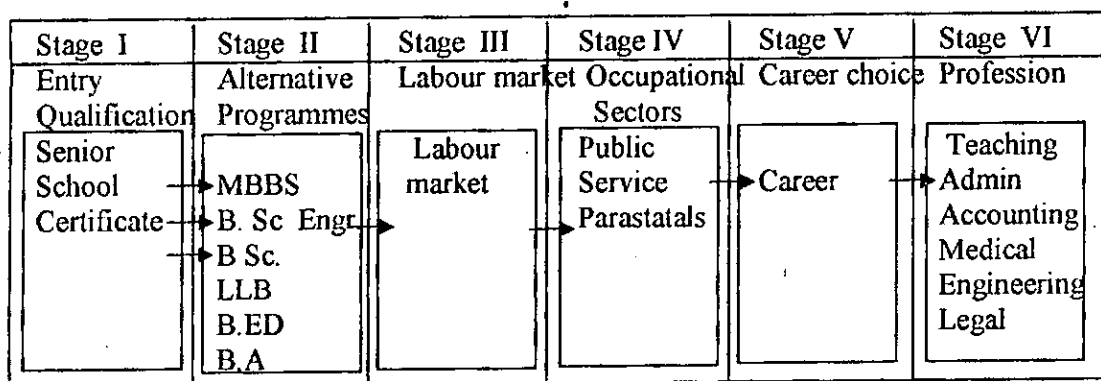 Stage I Stage II Stage III Stage IV Stage V Stage VI
Entry Alternative Labour market Occupational Career choice Profession
Qualification Programmes Sectors
Senior Labour Public Teaching
School MBBS market Service Career Admin
Certificate B. Sc Engr Parastatals Accounting
B Sc. Medical
LLB Engineering
B.ED Legal
B.A